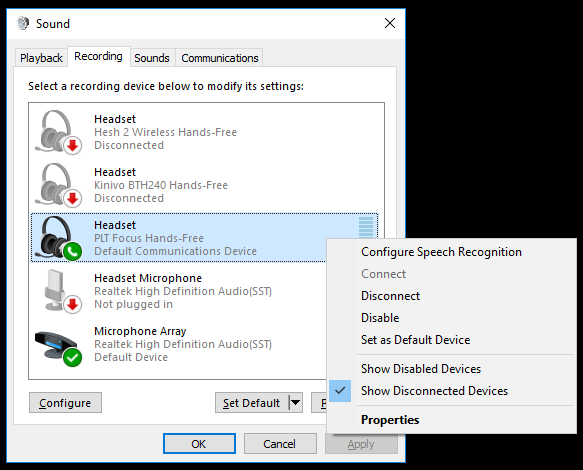 Sound
Playback Recording Sounds Communications
Select a recording device below to modify its settings:
Headset
Hesh 2 Wireless Hands-Free
Disconnected
Headset
Kinivo BTH240 Hands-Free
Disconnected
Headset
PLT Focus Hands-Free
Default Communications Device
Headset Microphone
Realtek High Definition Audio(SST)
Not plugged in
Microphone Array
Realtek High Definition Audio(SST)
Default Device
Configure Speech Recognition
Connect
Disconnect
Disable
Set as Default Device
Show Disabled Devices
Show Disconnected Devices
Properties
Configure Set Default
OK Cancel Apply